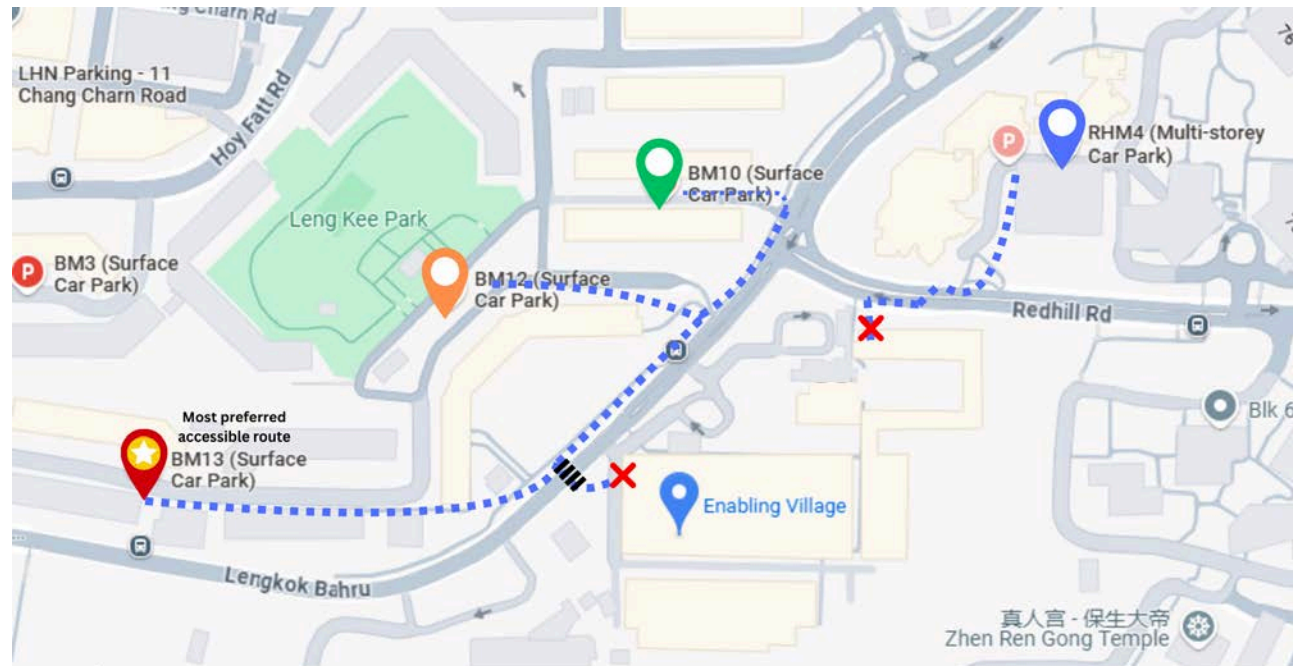 ang Charn Rd
LHN Parking - 11
Chang Charn Road
Hoy Fatt Rd
P
RHM4 (Multi-storey
Car Park)
BM10 (Surface
Car Park)
Leng Kee Park
P
BM3 (Surface
Car Park)
BM12 (Surface
Car Park)
Redhill Rd
Most preferred
accessible route
BM13 (Surface
Car Park)
Blk 6
Enabling Village
Lengkok Bahru
真人宫 - 保生大帝
Zhen Ren Gong Temple